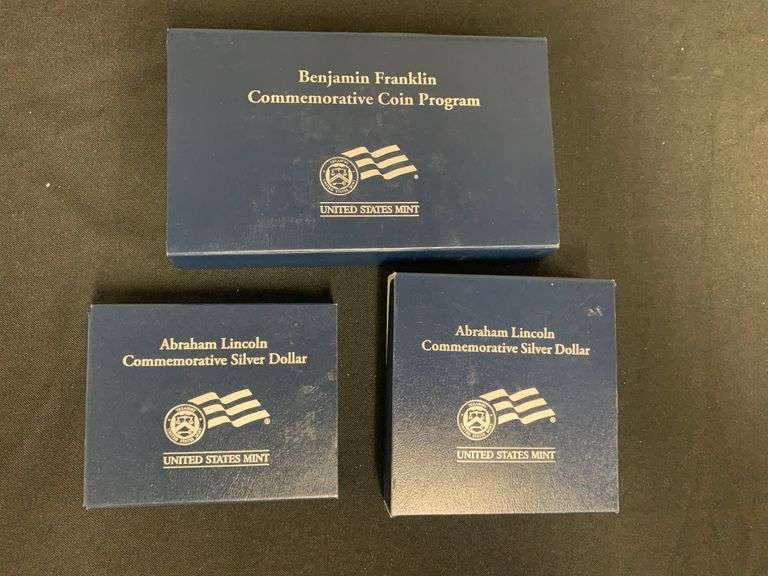 Benjamin Franklin
Commemorative Coin Program
UNITED STATES MINT
Abraham Lincoln
Commemorative Silver Dollar
UNITED STATES MINT
Abraham Lincoln
Commemorative Silver Dollar
UNITED STATES MINT